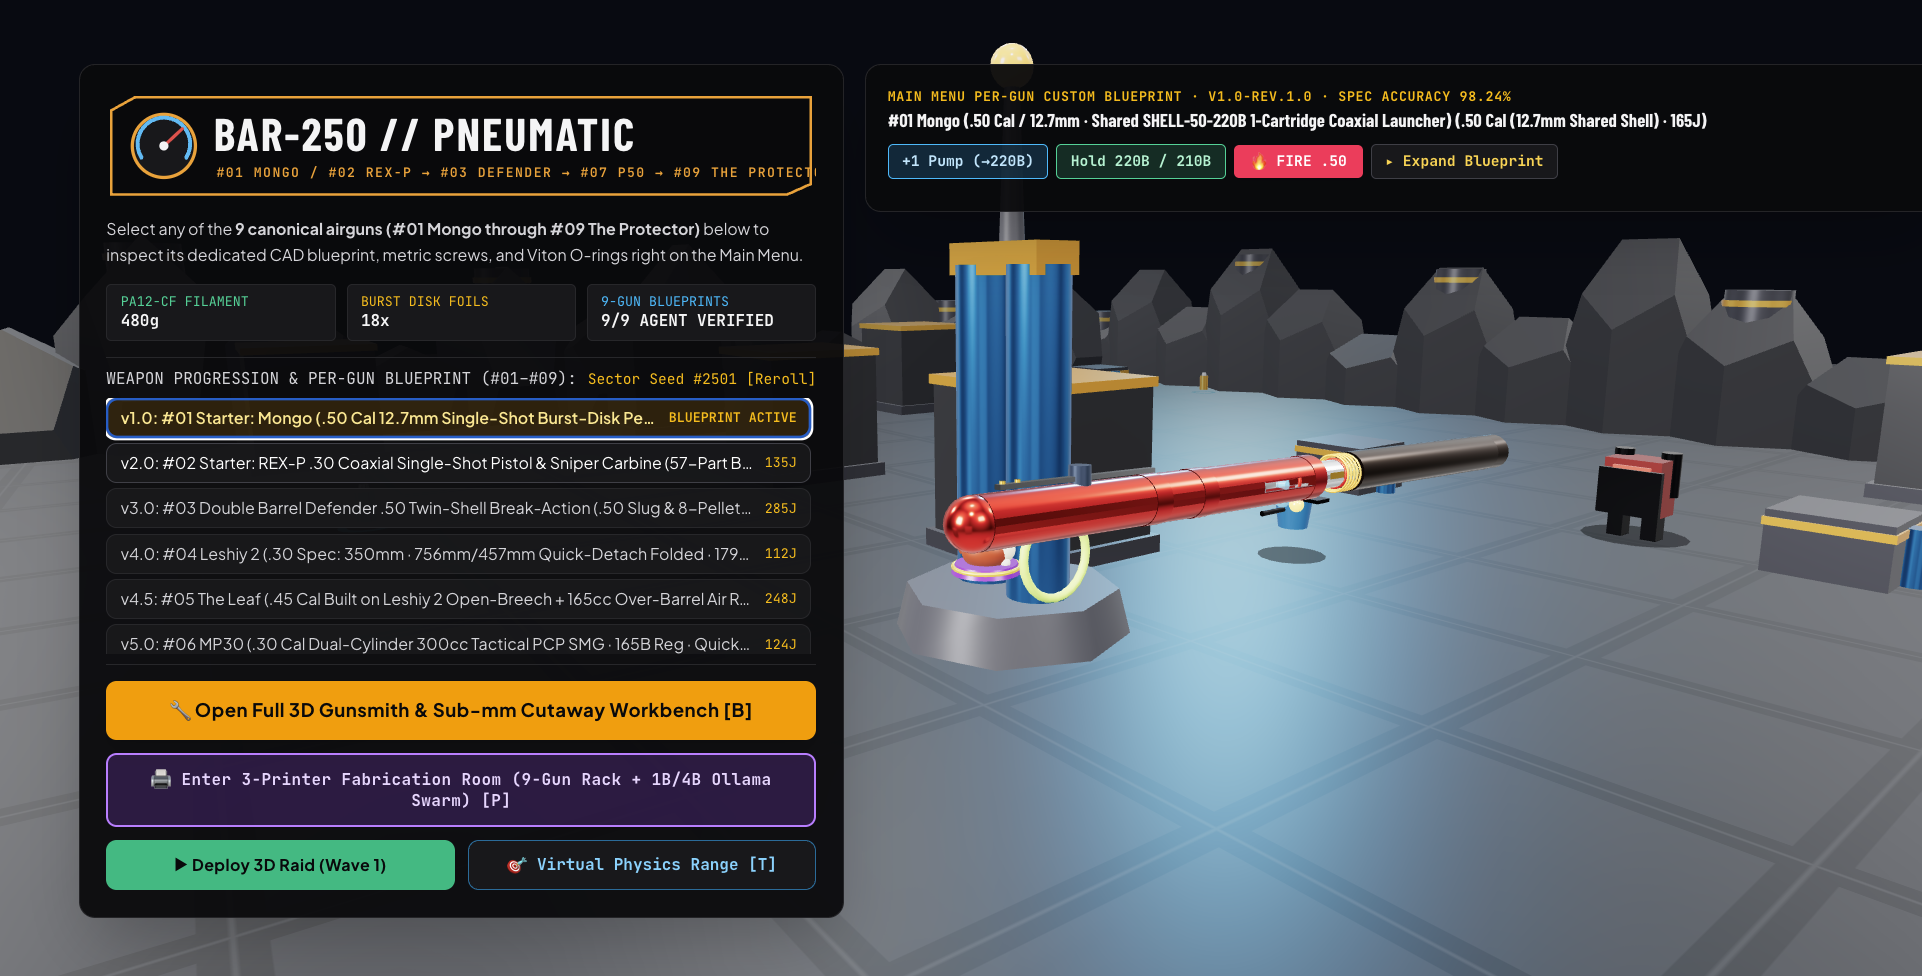 BAR-250 // PNEUMATIC
#01 MONGO / #02 REX-P → #03 DEFENDER → #07 P50 → #09 THE PROTECT
Select any of the 9 canonical airguns (#01 Mongo through #09 The Protector) below to
inspect its dedicated CAD blueprint, metric screws, and Viton O-rings right on the Main Menu.
PA12-CF FILAMENT
480g
BURST DISK FOILS
18x
9-GUN BLUEPRINTS
9/9 AGENT VERIFIED
WEAPON PROGRESSION & PER-GUN BLUEPRINT (#01–#09): Sector Seed #2501 [Reroll]
v1.0: #01 Starter: Mongo (.50 Cal 12.7mm Single-Shot Burst-Disk Pe... BLUEPRINT ACTIVE
v2.0: #02 Starter: REX-P .30 Coaxial Single-Shot Pistol & Sniper Carbine (57-Part B... 135J
v3.0: #03 Double Barrel Defender .50 Twin-Shell Break-Action (.50 Slug & 8-Pellet... 285J
v4.0: #04 Leshiy 2 (.30 Spec: 350mm · 756mm/457mm Quick-Detach Folded · 179... 112J
v4.5: #05 The Leaf (.45 Cal Built on Leshiy 2 Open-Breech + 165cc Over-Barrel Air R... 248J
v5.0: #06 MP30 (.30 Cal Dual-Cylinder 300cc Tactical PCP SMG · 165B Reg · Quick... 124J
🔧 Open Full 3D Gunsmith & Sub-mm Cutaway Workbench [B]
🖨️ Enter 3-Printer Fabrication Room (9-Gun Rack + 1B/4B Ollama
Swarm) [P]
▶ Deploy 3D Raid (Wave 1)
🎯 Virtual Physics Range [T]
MAIN MENU PER-GUN CUSTOM BLUEPRINT · V1.0-REV.1.0 · SPEC ACCURACY 98.24%
#01 Mongo (.50 Cal / 12.7mm · Shared SHELL-50-220B 1-Cartridge Coaxial Launcher) (.50 Cal (12.7mm Shared Shell) · 165J)
+1 Pump (→220B)
Hold 220B / 210B
🔥 FIRE .50
▸ Expand Blueprint